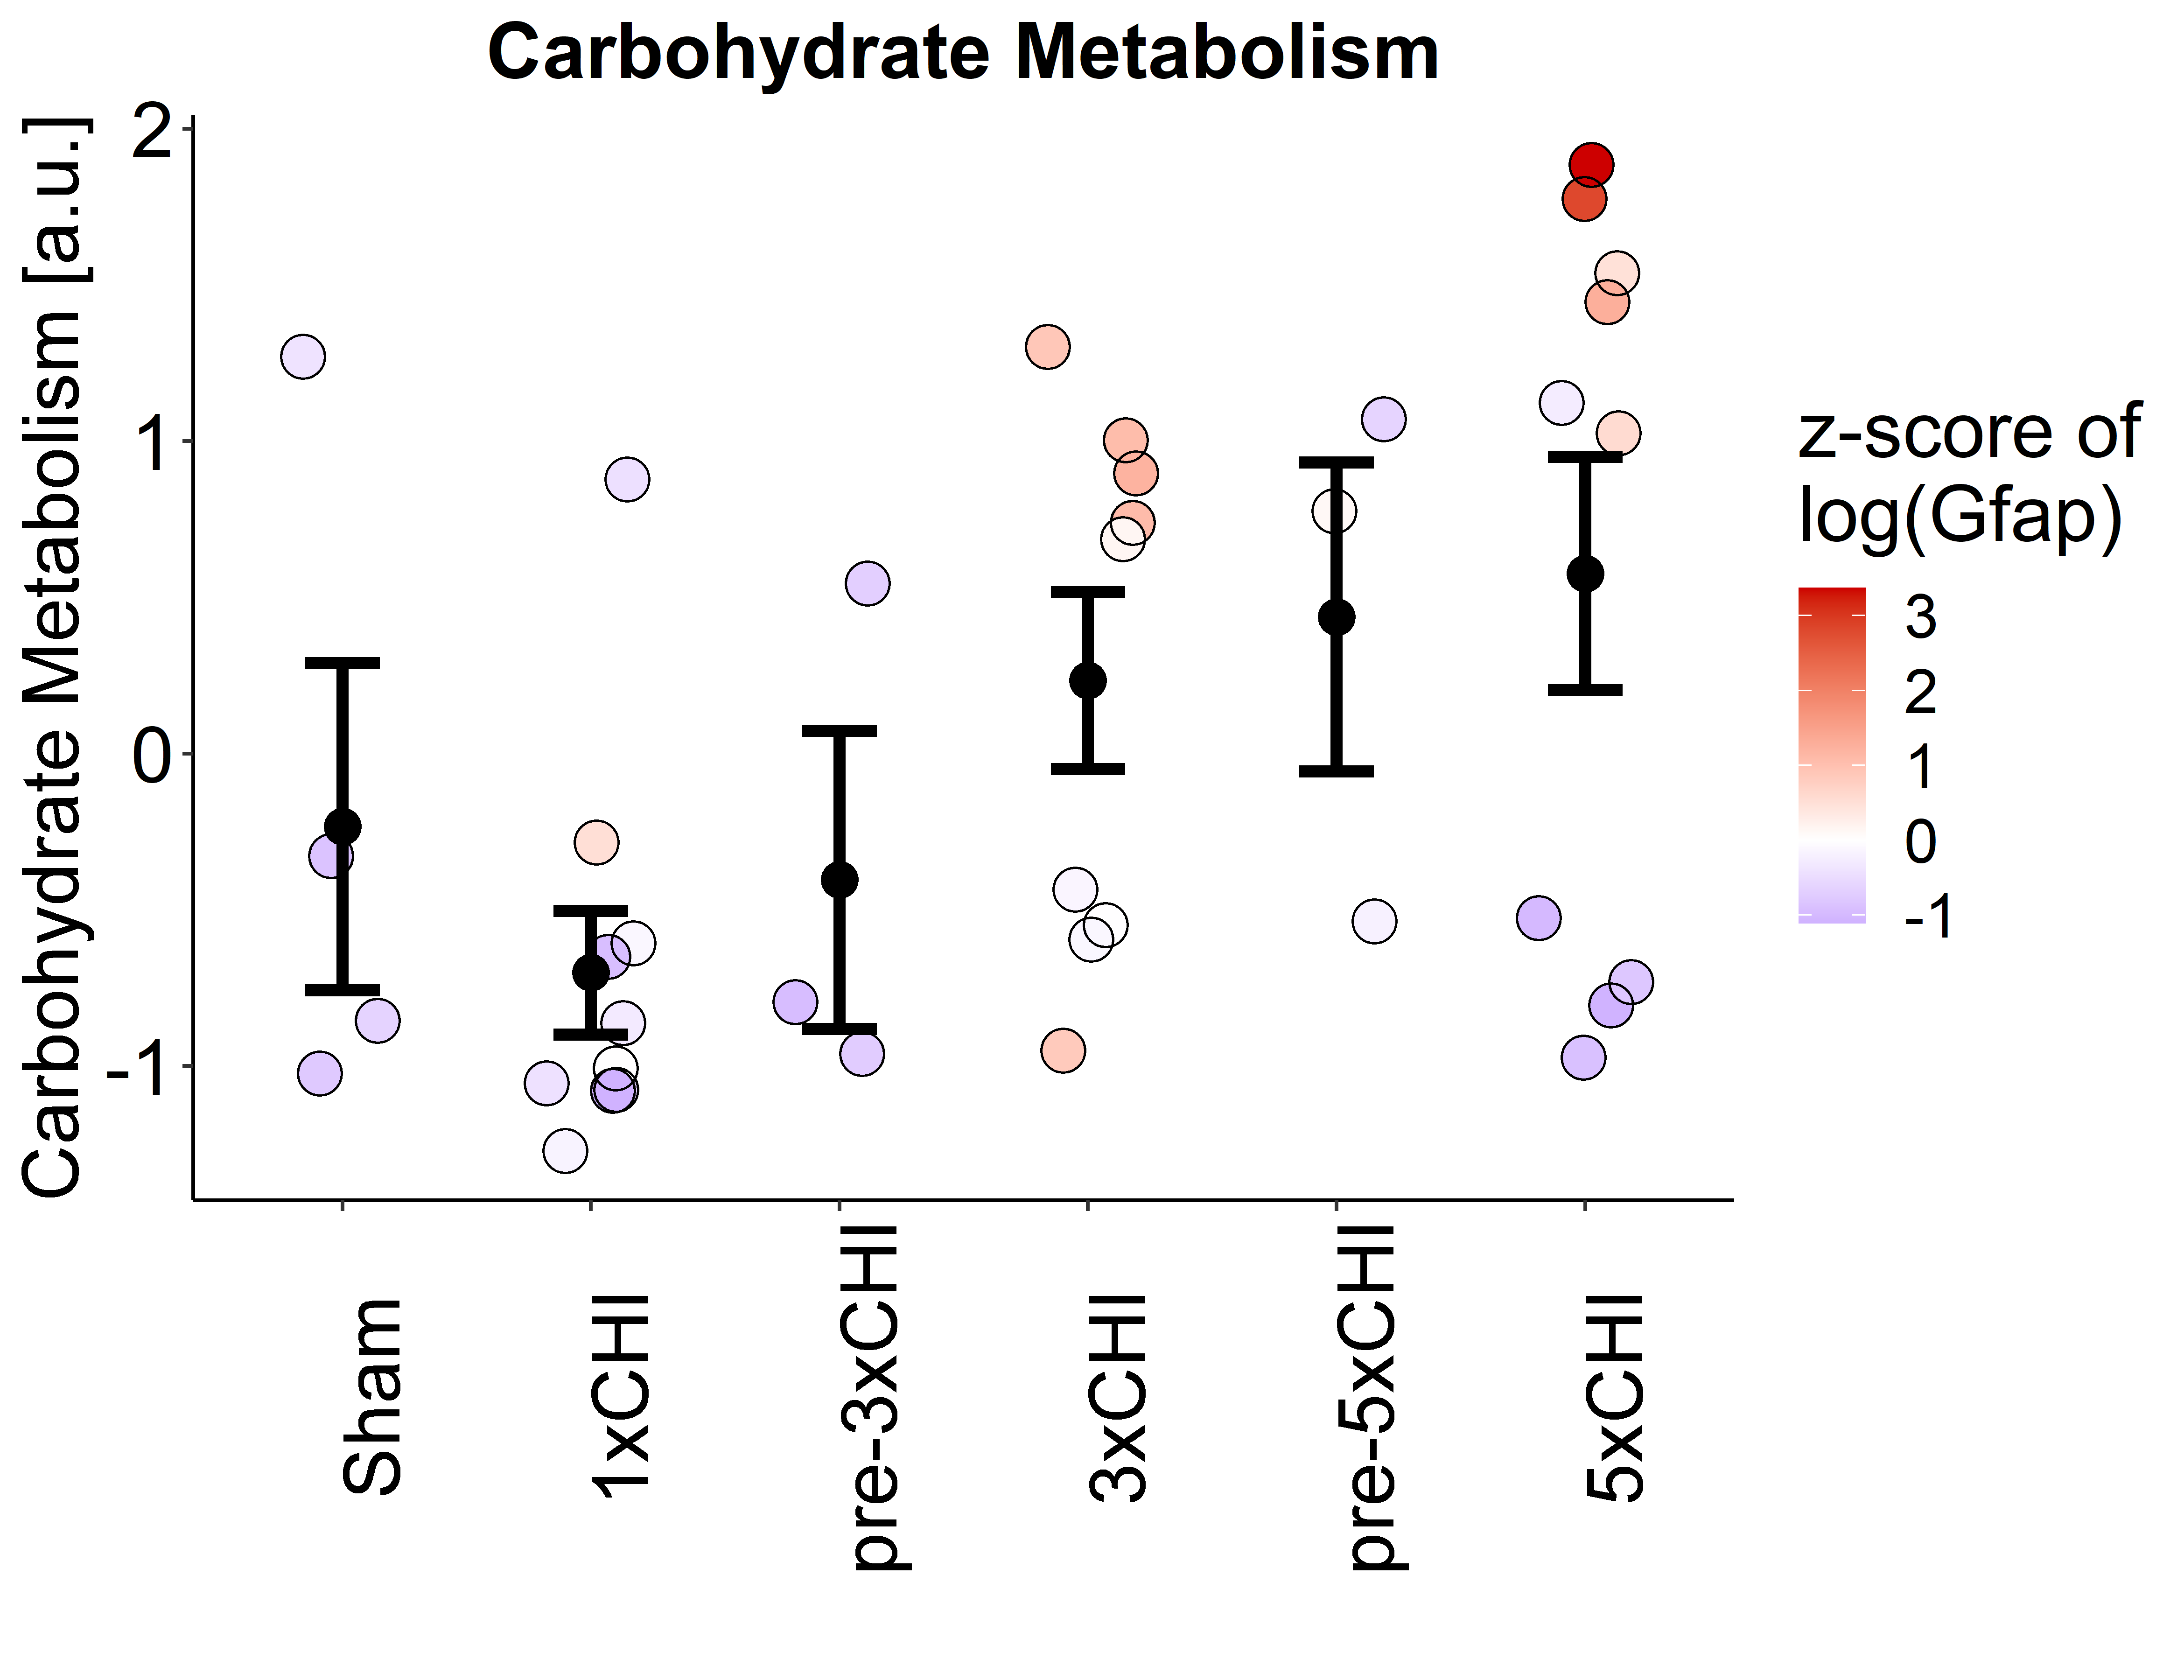 Carbohydrate Metabolism
Carbohydrate Metabolism [a.u.]
2
1
0
-1
Sham
1xCHI
pre-3xCHI
3xCHI
pre-5xCHI
5xCHI
z-score of
log(Gfap)
3
2
1
0
-1